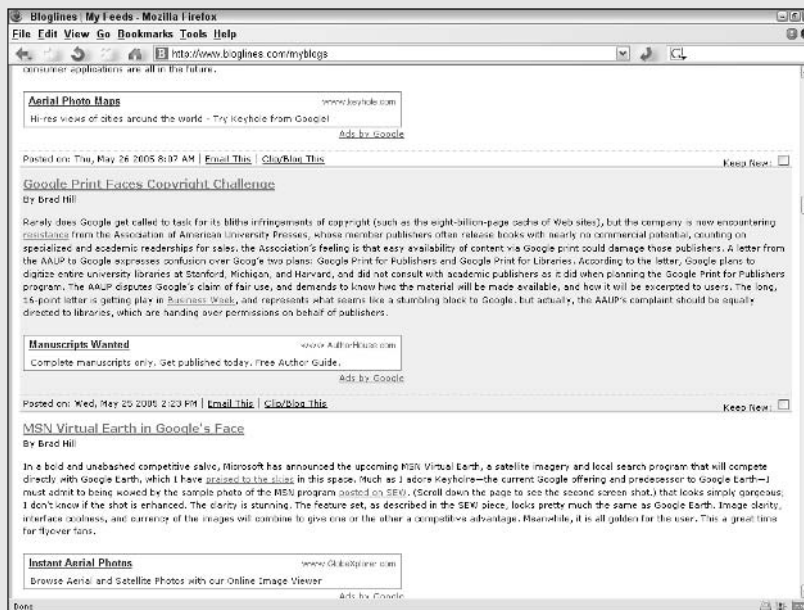 Bloglines | My Feeds - Mozilla Firefox
File Edit View Go Bookmarks Tools Help
http://www.bloglines.com/myblogs
consumer applications are all in the future.
Aerial Photo Maps www.keyhole.com
Hi-res views of cities around the world - Try Keyhole from Google!
Ads by Google
Posted on: Thu, May 26 2005 8:07 AM | Email This | Clip/Blog This Keep New:
Google Print Faces Copyright Challenge
By Brad Hill
Rarely does Google get called to task for its blithe infringements of copyright (such as the eight-billion-page cache of Web sites), but the company is now encountering
resistance from the Association of American University Presses, whose member publishers often release books with nearly no commercial potential, counting on
specialized and academic readerships for sales. the Association's feeling is that easy availability of content via Google print could damage those publishers. A letter from
the AAUP to Google expresses confusion over Goog'e two plans: Google Print for Publishers and Google Print for Libraries. According to the letter, Google plans to
digitize entire university libraries at Stanford, Michigan, and Harvard, and did not consult with academic publishers as it did when planning the Google Print for Publishers
program. The AAUP disputes Google's claim of fair use, and demands to know hwo the material will be made available, and how it will be excerpted to users. The long,
16-point letter is getting play in Business Week, and represents what seems like a stumbling block to Google. but actually, the AAUP's complaint should be equally
directed to libraries, which are handing over permissions on behalf of publishers.
Manuscripts Wanted www.AuthorHouse.com
Complete manuscripts only. Get published today. Free Author Guide.
Ads by Google
Posted on: Wed, May 25 2005 2:23 PM | Email This | Clip/Blog This Keep New:
MSN Virtual Earth in Google's Face
By Brad Hill
In a bold and unabashed competitive salvo, Microsoft has announced the upcoming MSN Virtual Earth, a satellite imagery and local search program that will compete
directly with Google Earth, which I have praised to the skies in this space. Much as I adore Keyhole—the current Google offering and predecessor to Google Earth—I
must admit to being wowed by the sample photo of the MSN program posted on SEW. (Scroll down the page to see the second screen shot.) that looks simply gorgeous;
I don't know if the shot is enhanced. The clarity is stunning. The feature set, as described in the SEW piece, looks pretty much the same as Google Earth. Image clarity,
interface coolness, and currency of the images will combine to give one or the other a competitive advantage. Meanwhile, it is all golden for the user. This a great time
for flyover fans.
Instant Aerial Photos www.GlobeXplorer.com
Browse Aerial and Satellite Photos with our Online Image Viewer
Ads by Google
Done